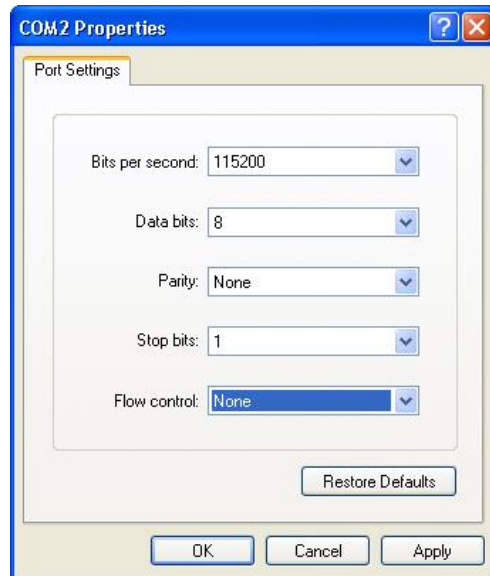 COM2 Properties
Port Settings
Bits per second: 115200
Data bits: 8
Parity: None
Stop bits: 1
Flow control: None
Restore Defaults
OK Cancel Apply